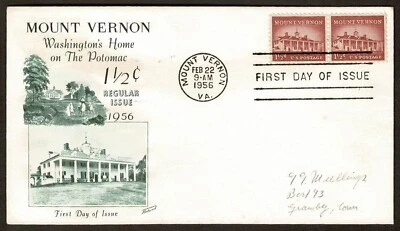 MOUNT VERNON
Washington's Home
on The Potomac
1½¢
REGULAR
ISSUE
1956
First Day of Issue
MOUNT VERNON
FEB 22
9-AM
1956
VA.
MOUNT VERNON
1½¢ U.S. POSTAGE
MOUNT VERNON
1½¢ U.S. POSTAGE
FIRST DAY OF ISSUE
Box 93
Granby, Conn